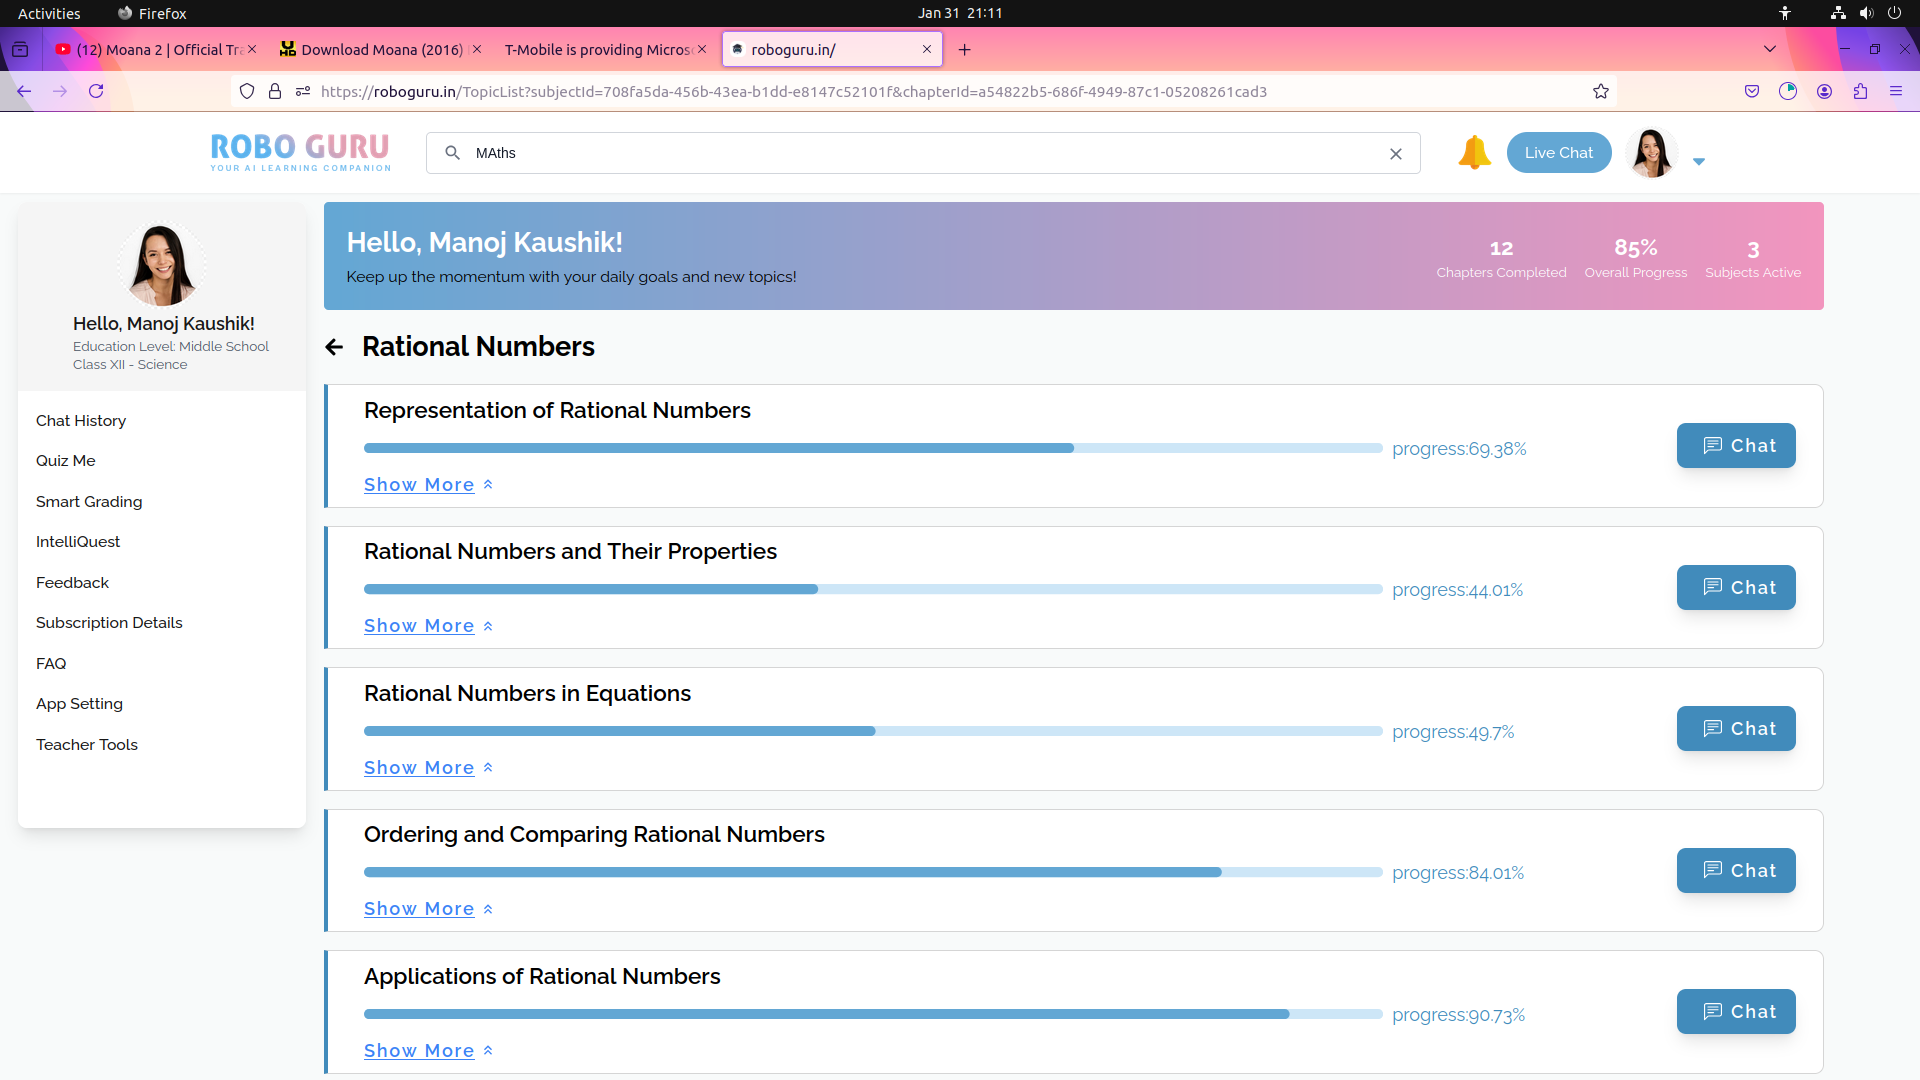 Activities
Firefox
Jan 31 21:11
(12) Moana 2 | Official Tra
Download Moana (2016)
T-Mobile is providing Micros
roboguru.in/
https://roboguru.in/TopicList?subjectId=708fa5da-456b-43ea-b1dd-e8147c52101f&chapterId=a54822b5-686f-4949-87c1-05208261cad3
ROBO GURU
YOUR AI LEARNING COMPANION
MAths
Live Chat
Hello, Manoj Kaushik!
Education Level: Middle School
Class XII - Science
Chat History
Quiz Me
Smart Grading
IntelliQuest
Feedback
Subscription Details
FAQ
App Setting
Teacher Tools
Hello, Manoj Kaushik!
Keep up the momentum with your daily goals and new topics!
12
Chapters Completed
85%
Overall Progress
3
Subjects Active
Rational Numbers
Representation of Rational Numbers
progress:69.38%
Show More
Chat
Rational Numbers and Their Properties
progress:44.01%
Show More
Chat
Rational Numbers in Equations
progress:49.7%
Show More
Chat
Ordering and Comparing Rational Numbers
progress:84.01%
Show More
Chat
Applications of Rational Numbers
progress:90.73%
Show More
Chat